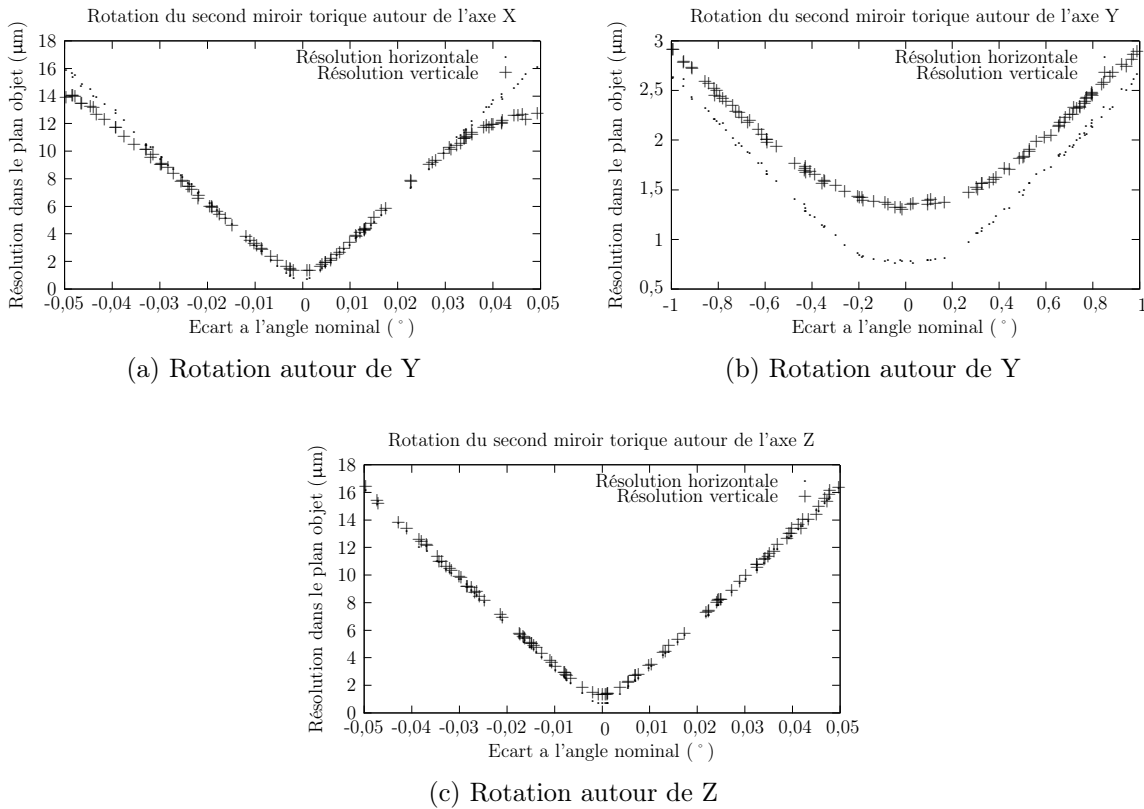 Rotation du second miroir torique autour de l'axe X
Résolution dans le plan objet (µm)
18
16
14
12
10
8
6
4
2
0
-0,05 -0,04 -0,03 -0,02 -0,01 0 0,01 0,02 0,03 0,04 0,05
Résolution horizontale
Résolution verticale
Ecart a l'angle nominal (°)
(a) Rotation autour de Y
Rotation du second miroir torique autour de l'axe Y
Résolution dans le plan objet (µm)
3
2,5
2
1,5
1
0,5
-1 -0,8 -0,6 -0,4 -0,2 0 0,2 0,4 0,6 0,8 1
Résolution horizontale
Résolution verticale
Ecart a l'angle nominal (°)
(b) Rotation autour de Y
Rotation du second miroir torique autour de l'axe Z
Résolution dans le plan objet (µm)
18
16
14
12
10
8
6
4
2
0
-0,05 -0,04 -0,03 -0,02 -0,01 0 0,01 0,02 0,03 0,04 0,05
Résolution horizontale
Résolution verticale
Ecart a l'angle nominal (°)
(c) Rotation autour de Z